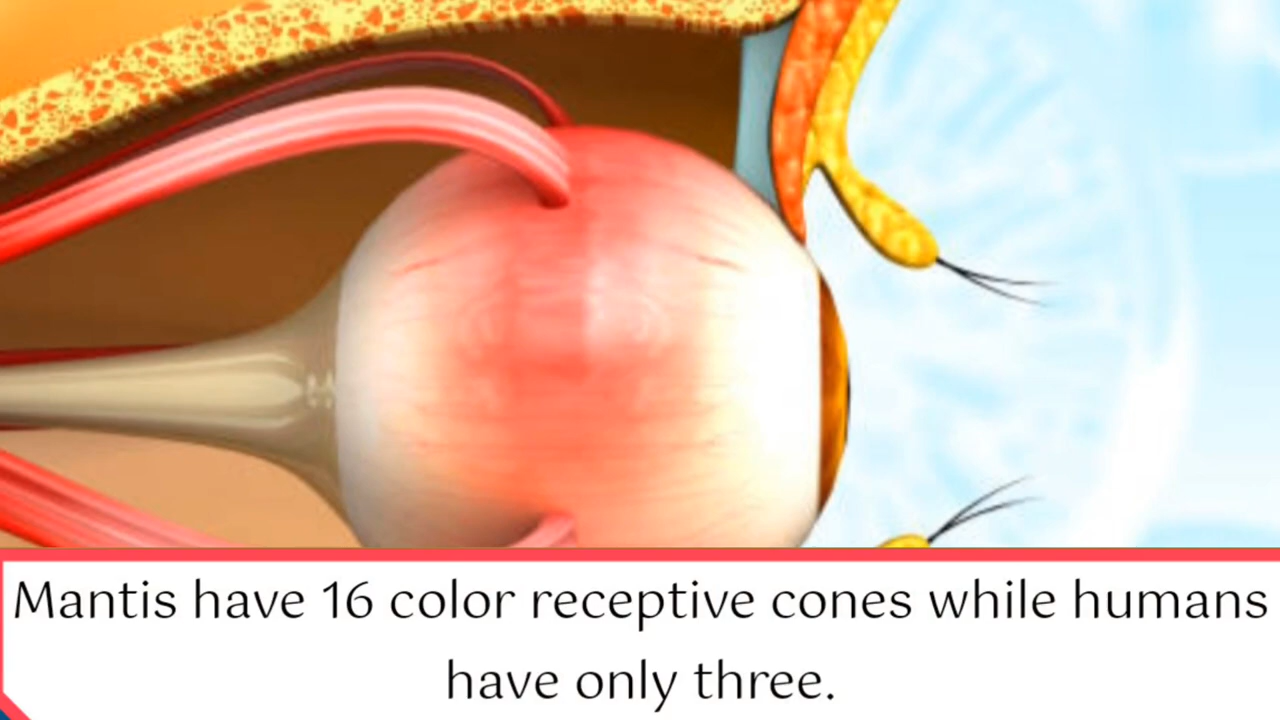 Mantis have 16 color receptive cones while humans
have only three.